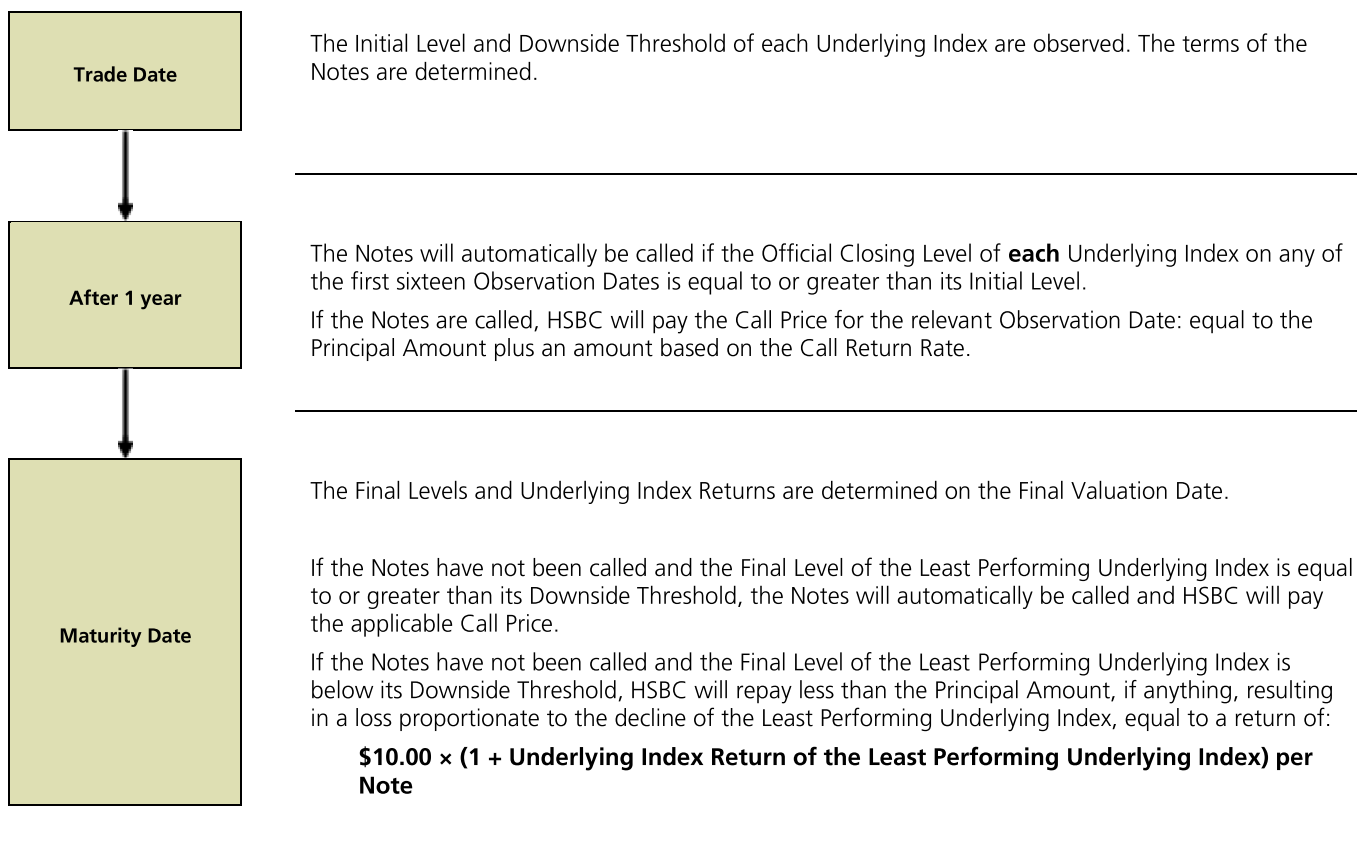 Trade Date
The Initial Level and Downside Threshold of each Underlying Index are observed. The terms of the
Notes are determined.
After 1 year
The Notes will automatically be called if the Official Closing Level of each Underlying Index on any of
the first sixteen Observation Dates is equal to or greater than its Initial Level.
If the Notes are called, HSBC will pay the Call Price for the relevant Observation Date: equal to the
Principal Amount plus an amount based on the Call Return Rate.
Maturity Date
The Final Levels and Underlying Index Returns are determined on the Final Valuation Date.
If the Notes have not been called and the Final Level of the Least Performing Underlying Index is equal
to or greater than its Downside Threshold, the Notes will automatically be called and HSBC will pay
the applicable Call Price.
If the Notes have not been called and the Final Level of the Least Performing Underlying Index is
below its Downside Threshold, HSBC will repay less than the Principal Amount, if anything, resulting
in a loss proportionate to the decline of the Least Performing Underlying Index, equal to a return of:
$10.00 × (1 + Underlying Index Return of the Least Performing Underlying Index) per
Note